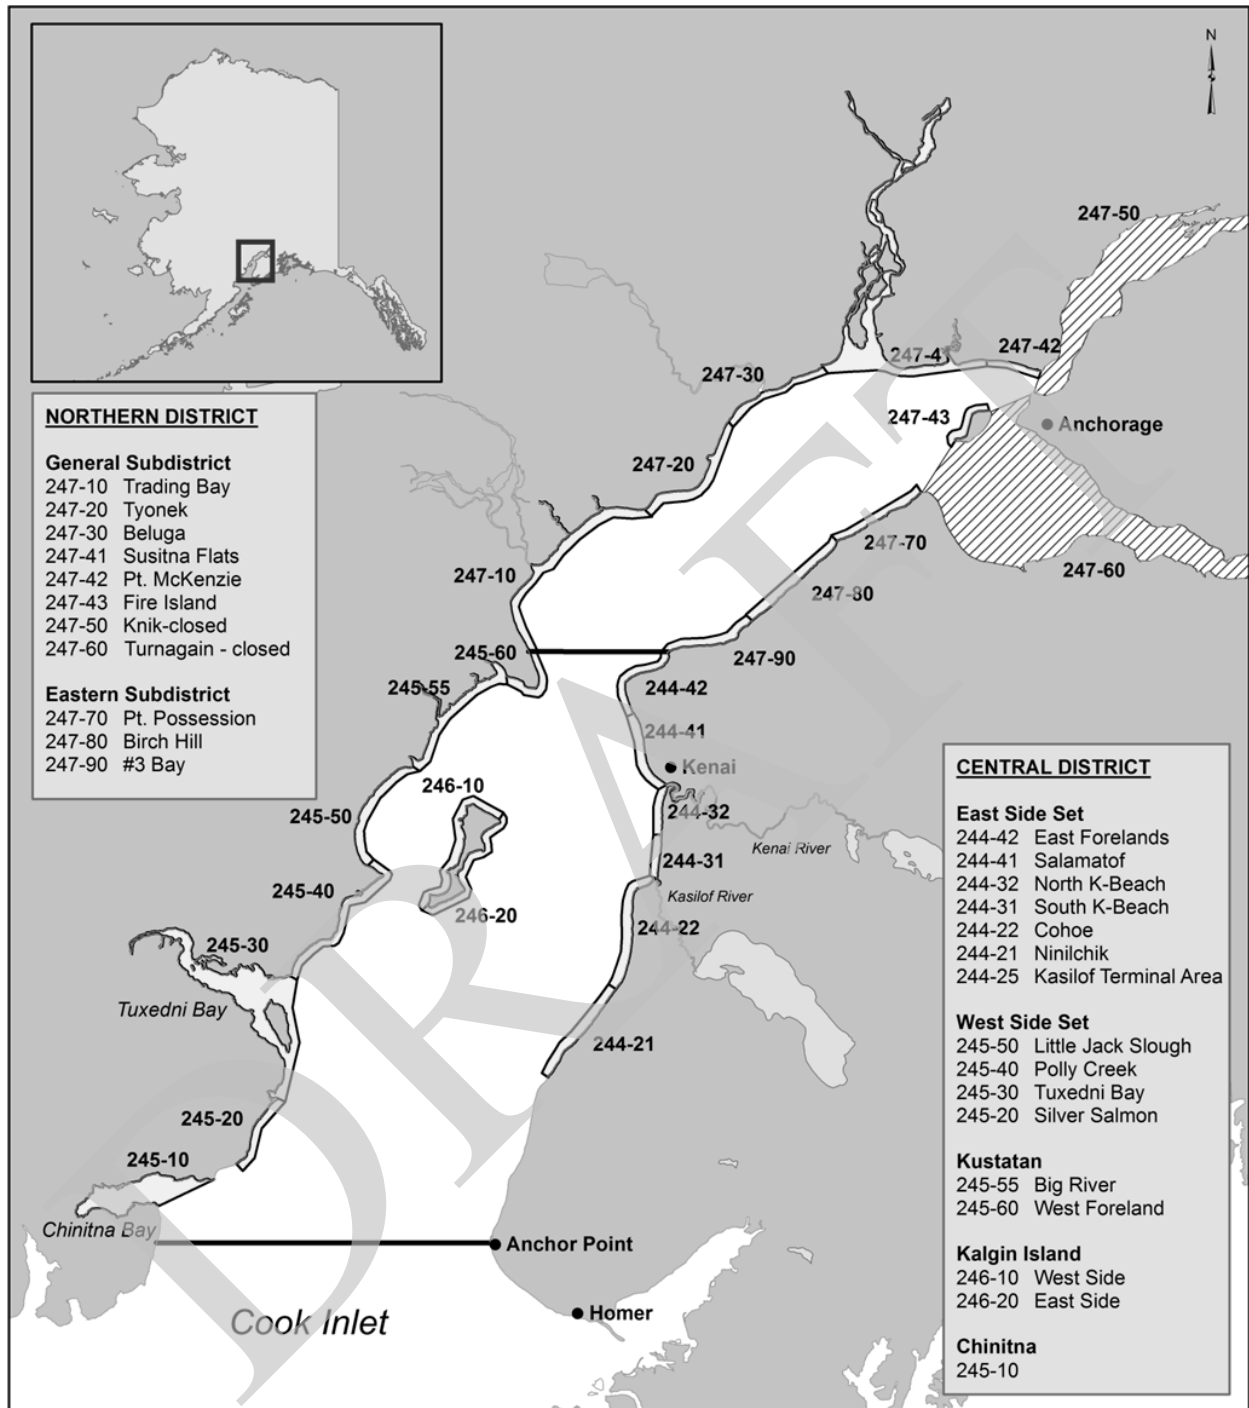 N
247-50
247-4
247-42
247-30
247-43
Anchorage
247-20
247-70
247-10
247-60
247-80
245-60
247-90
245-55
244-42
244-41
Kenai
246-10
245-50
244-32
Kenai River
244-31
245-40
Kasilof River
246-20
244-22
245-30
Tuxedni Bay
244-21
245-20
245-10
Chinitna Bay
Anchor Point
Homer
Cook Inlet
NORTHERN DISTRICT
General Subdistrict
247-10 Trading Bay
247-20 Tyonek
247-30 Beluga
247-41 Susitna Flats
247-42 Pt. McKenzie
247-43 Fire Island
247-50 Knik-closed
247-60 Turnagain - closed
Eastern Subdistrict
247-70 Pt. Possession
247-80 Birch Hill
247-90 #3 Bay
CENTRAL DISTRICT
East Side Set
244-42 East Forelands
244-41 Salamatof
244-32 North K-Beach
244-31 South K-Beach
244-22 Cohoe
244-21 Ninilchik
244-25 Kasilof Terminal Area
West Side Set
245-50 Little Jack Slough
245-40 Polly Creek
245-30 Tuxedni Bay
245-20 Silver Salmon
Kustatan
245-55 Big River
245-60 West Foreland
Kalgin Island
246-10 West Side
246-20 East Side
Chinitna
245-10
DRAFT